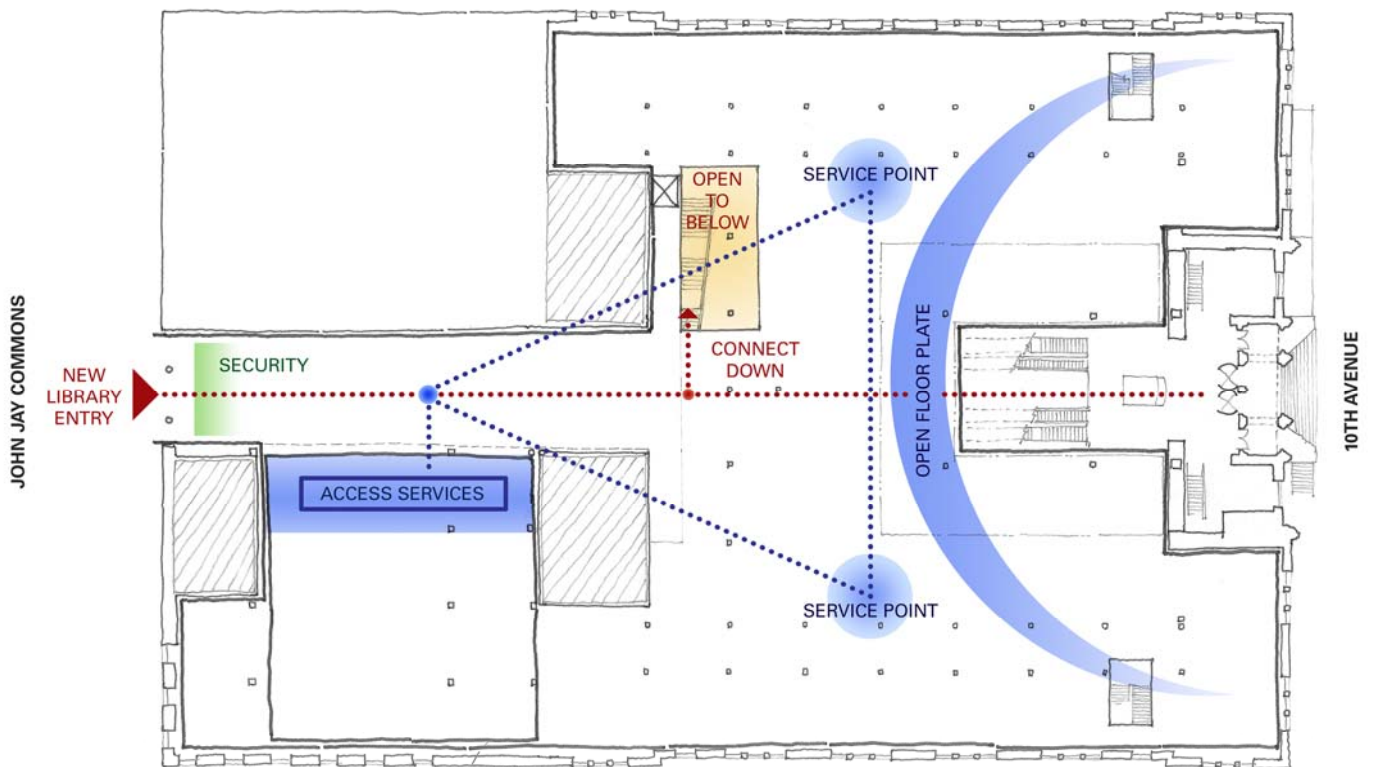 JOHN JAY COMMONS
NEW
LIBRARY
ENTRY
SECURITY
ACCESS SERVICES
OPEN
TO
BELOW
CONNECT
DOWN
SERVICE POINT
SERVICE POINT
OPEN FLOOR PLATE
10TH AVENUE